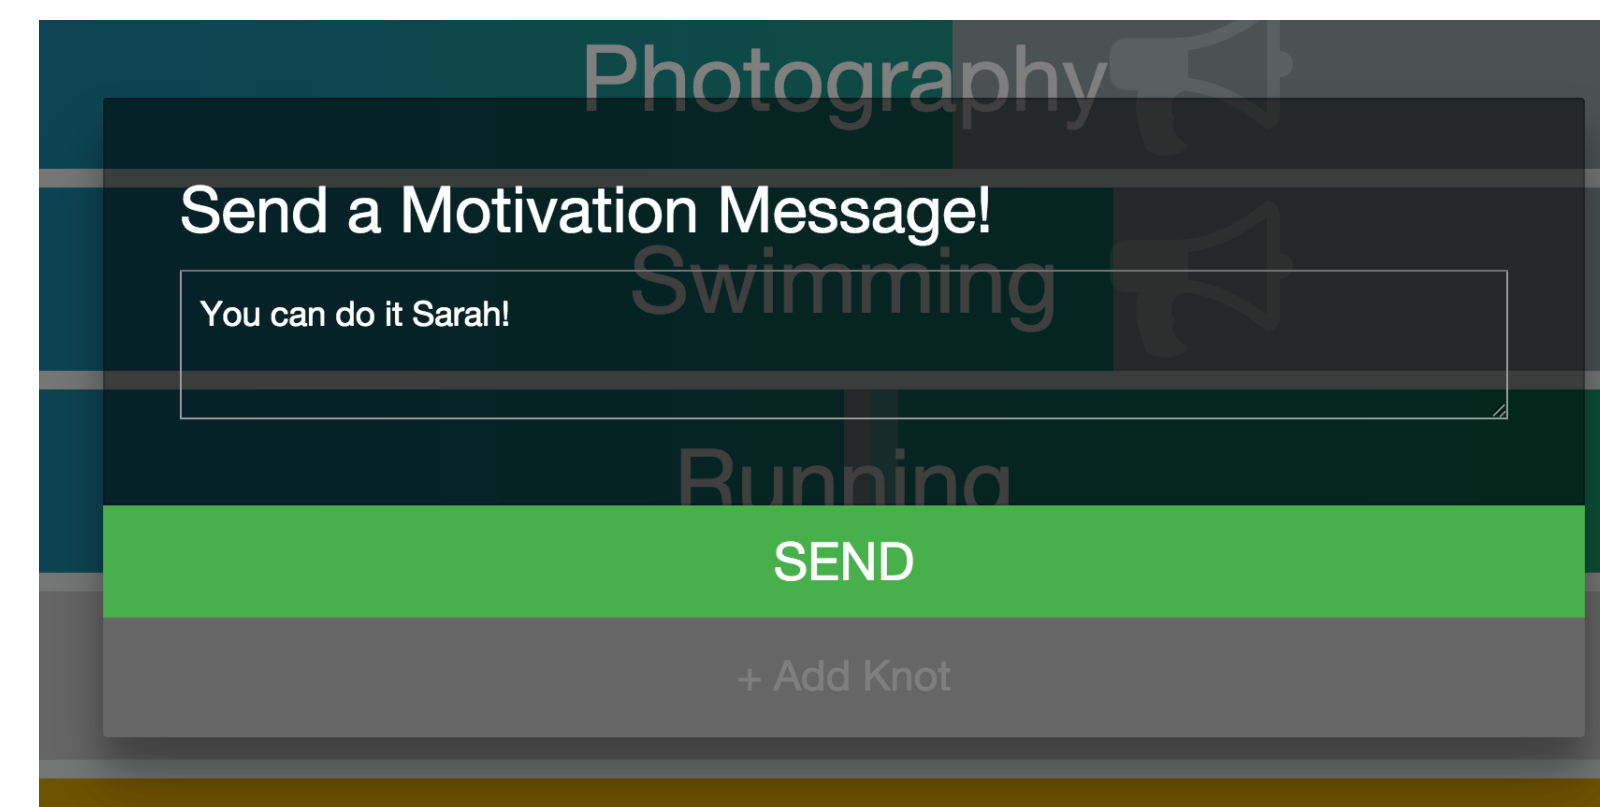 Photography
Send a Motivation Message!
Swimming
You can do it Sarah!
Running
SEND
+ Add Knot